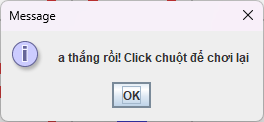 Message
a thắng rồi! Click chuột để chơi lại
OK